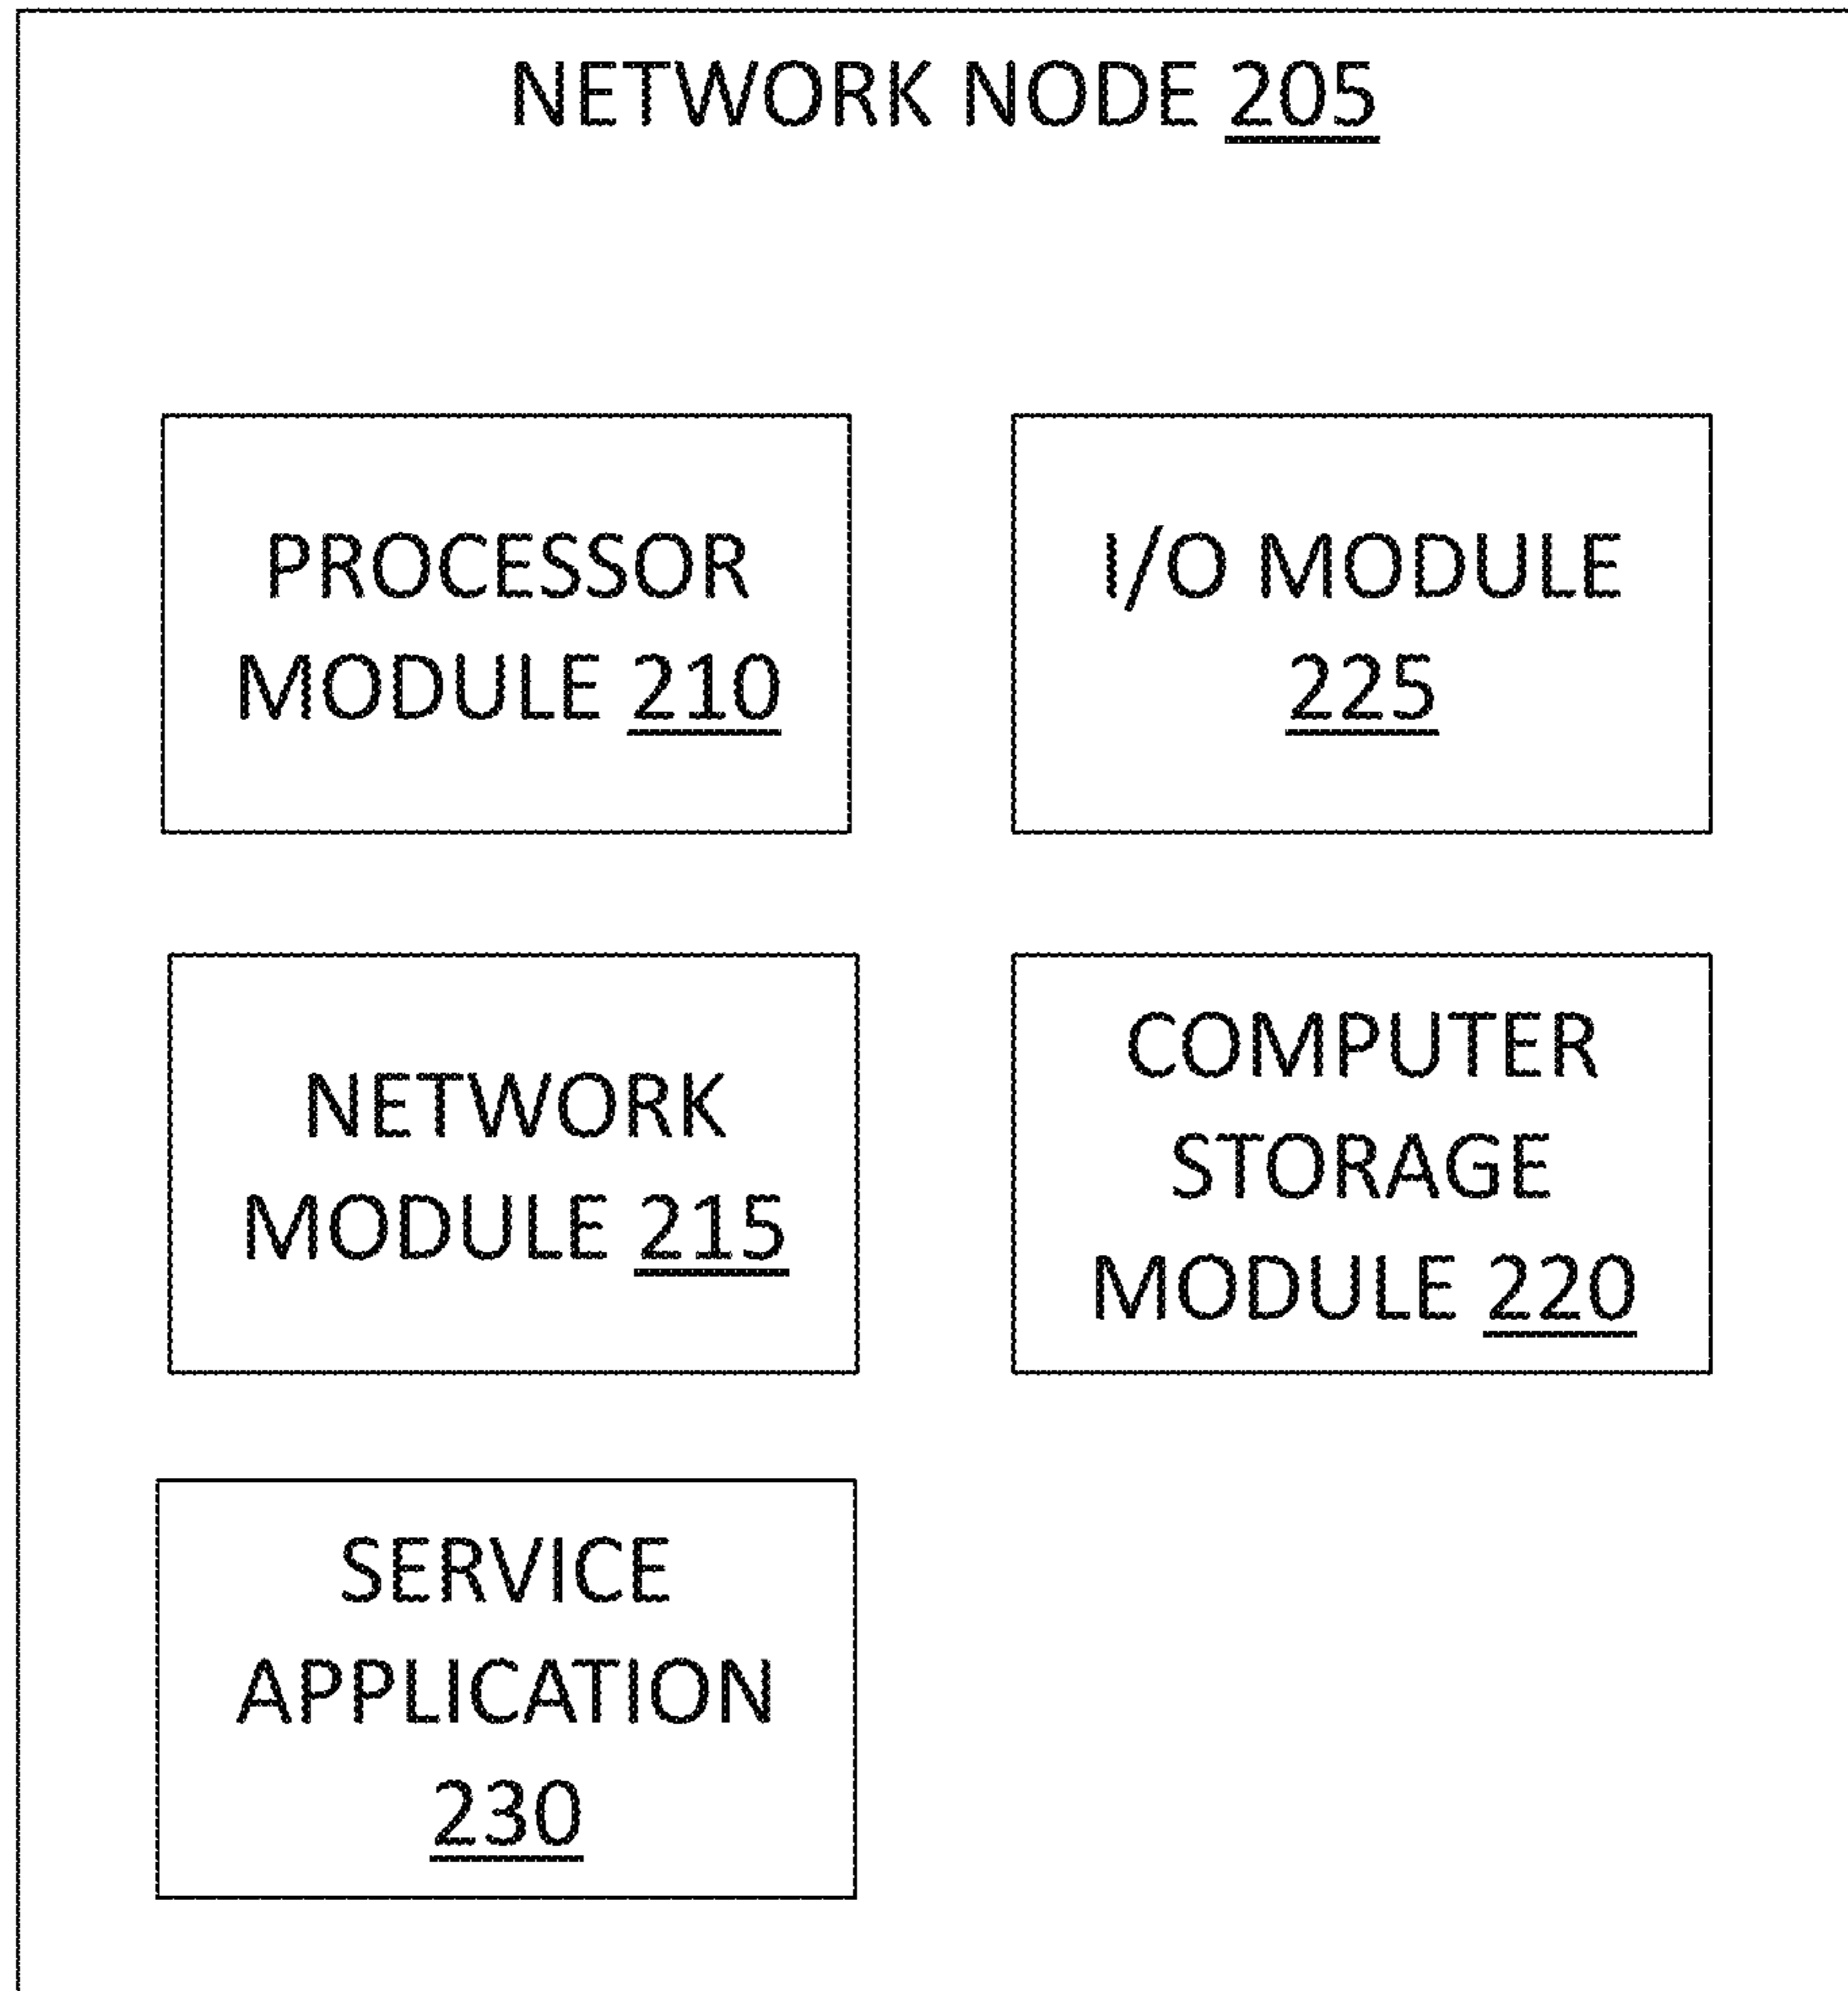 NETWORK NODE 205
PROCESSOR
MODULE 210
I/O MODULE
225
NETWORK
MODULE 215
COMPUTER
STORAGE
MODULE 220
SERVICE
APPLICATION
230